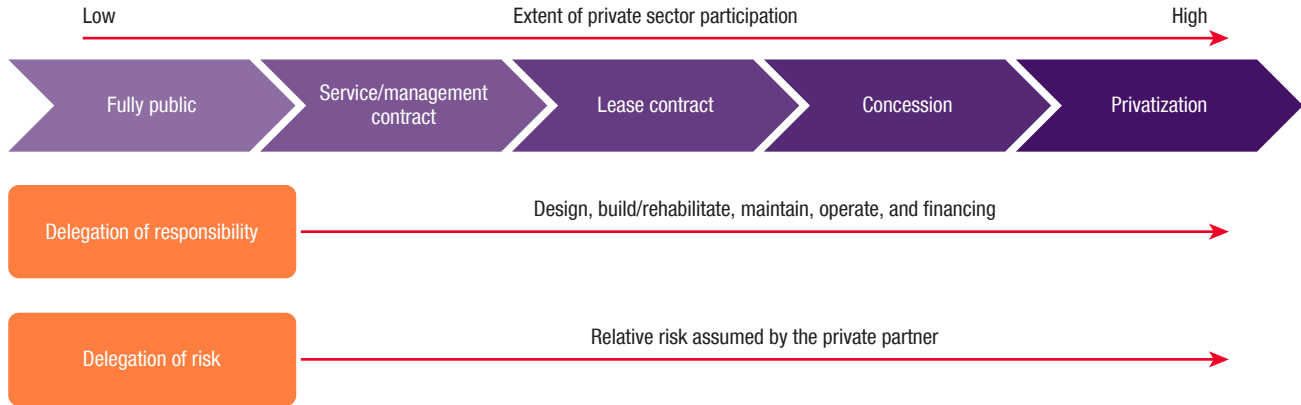 Low
Extent of private sector participation
High
Fully public
Service/management
contract
Lease contract
Concession
Privatization
Delegation of responsibility
Design, build/rehabilitate, maintain, operate, and financing
Delegation of risk
Relative risk assumed by the private partner